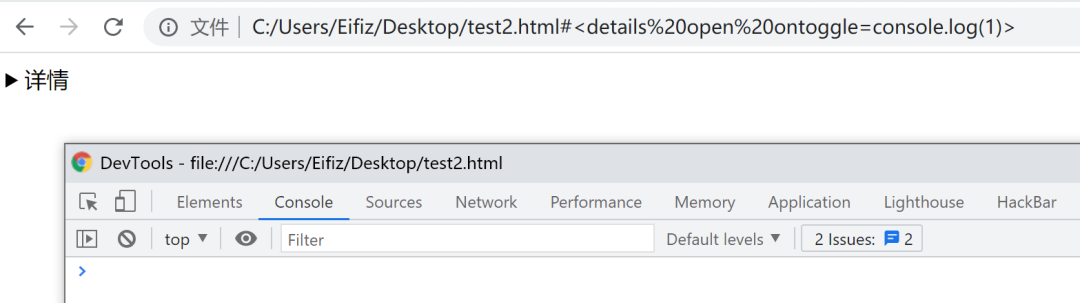 文件 C:/Users/Eifiz/Desktop/test2.html#<details%20open%20ontoggle=console.log(1)>
▶ 详情
DevTools - file:///C:/Users/Eifiz/Desktop/test2.html
Elements Console Sources Network Performance Memory Application Lighthouse HackBar
top ▼ Filter Default levels ▼ 2 Issues: 2